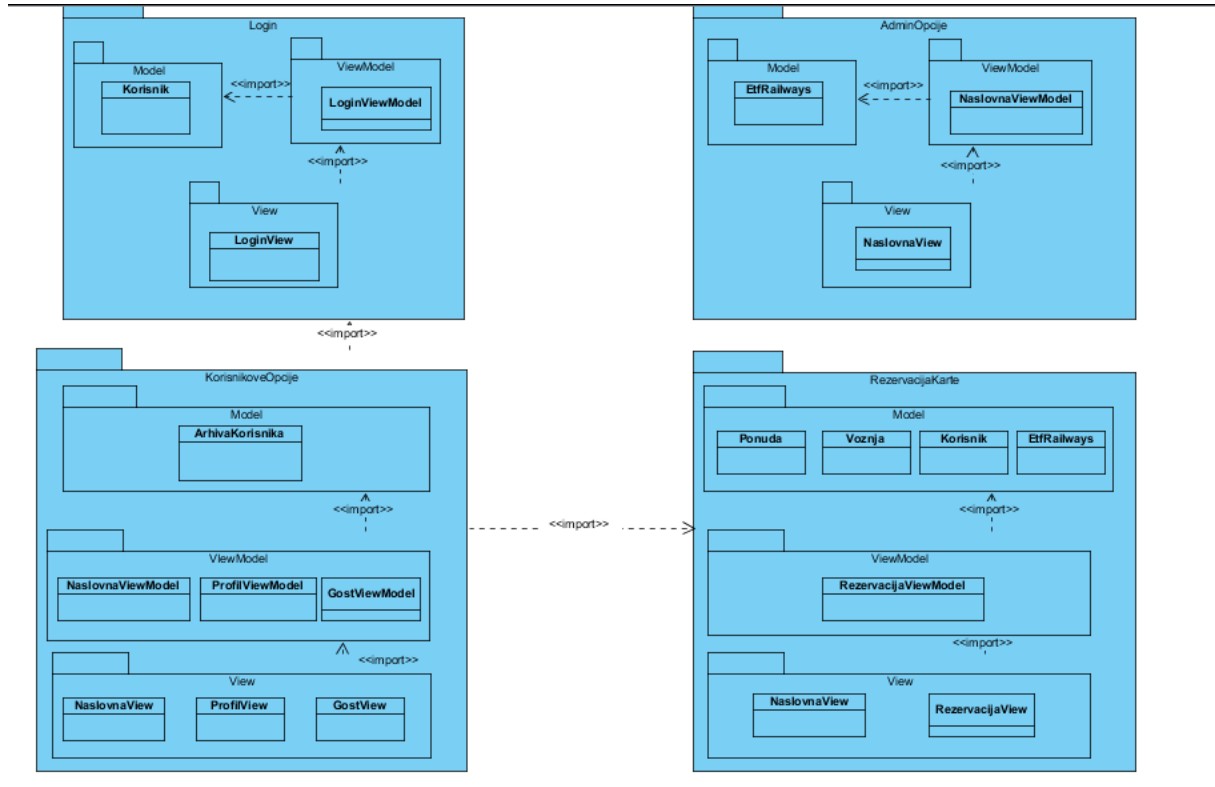 Login
Model
Korisnik
<<import>>
ViewModel
LoginViewModel
<<import>>
View
LoginView
AdminOpcije
Model
EtfRailways
<<import>>
ViewModel
NaslovnaViewModel
<<import>>
View
NaslovnaView
<<import>>
KorisnikoveOpcije
Model
ArhivaKorisnika
<<import>>
ViewModel
NaslovnaViewModel
ProfilViewModel
GostViewModel
<<import>>
View
NaslovnaView
ProfilView
GostView
<<import>>
RezervacijaKarte
Model
Ponuda
Voznja
Korisnik
EtfRailways
<<import>>
ViewModel
RezervacijaViewModel
<<import>>
View
NaslovnaView
RezervacijaView